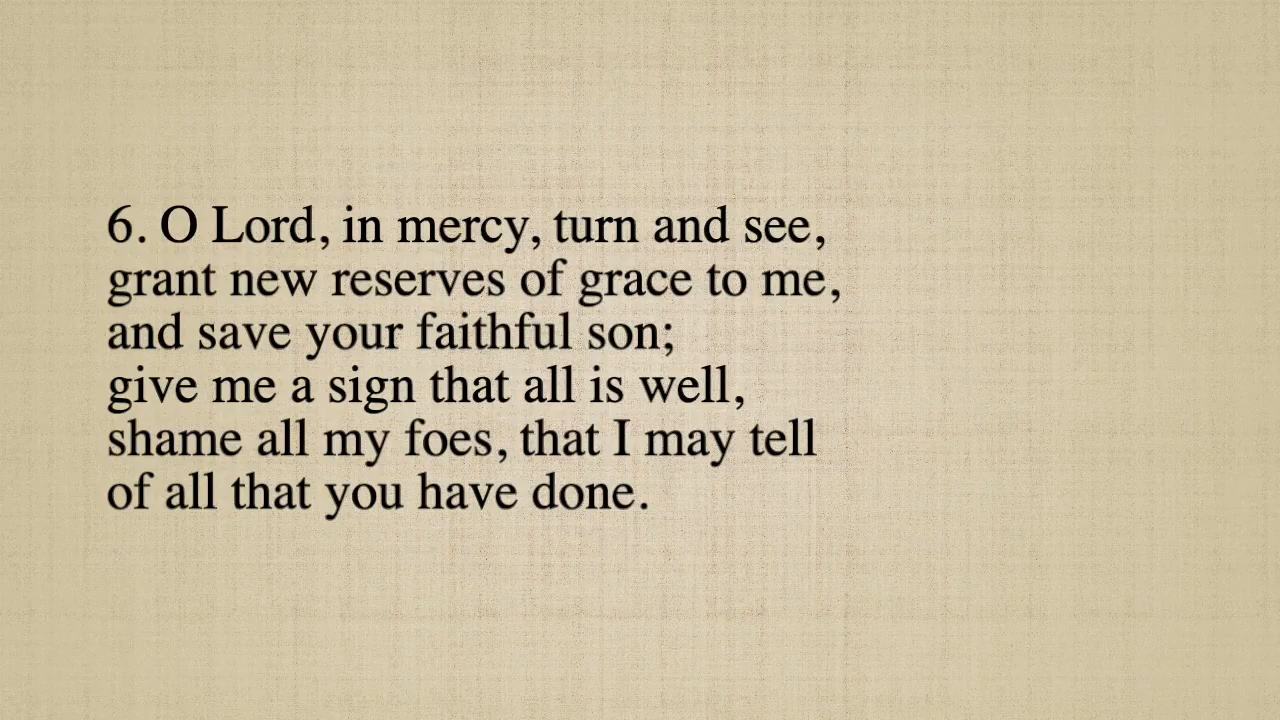 6. O Lord, in mercy, turn and see,
grant new reserves of grace to me,
and save your faithful son;
give me a sign that all is well,
shame all my foes, that I may tell
of all that you have done.